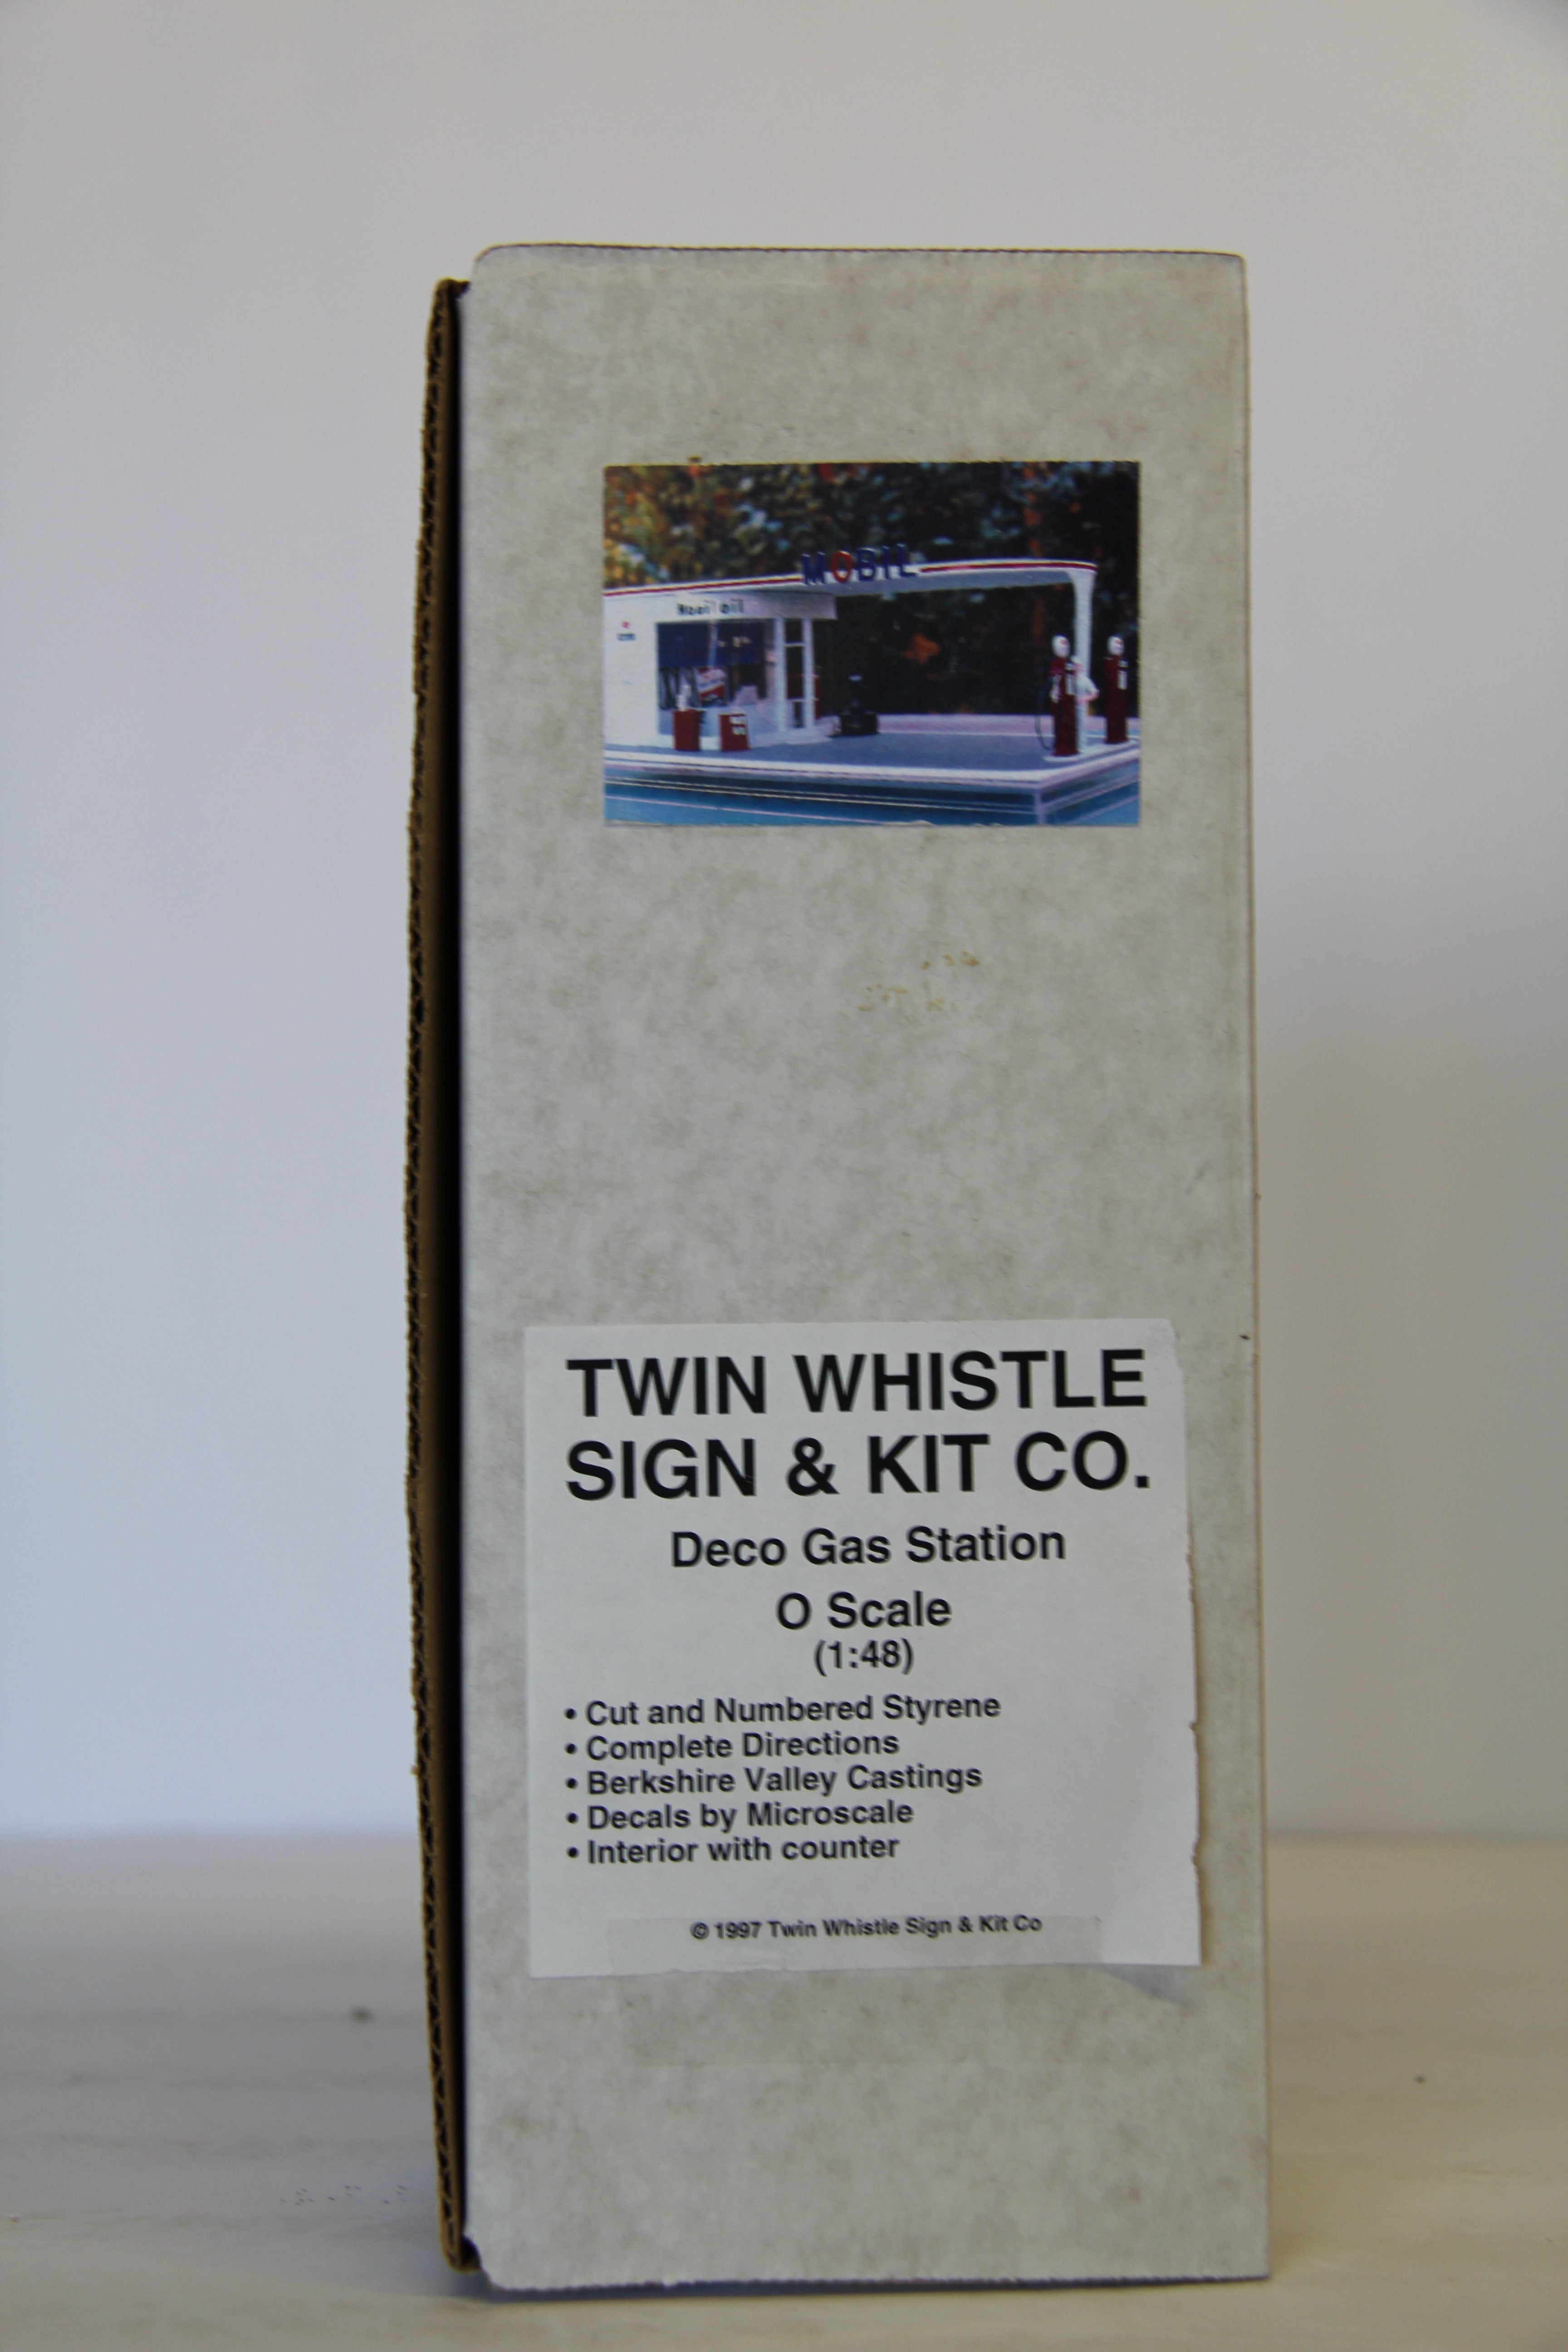 MOBIL
TWIN WHISTLE
SIGN & KIT CO.
Deco Gas Station
O Scale
(1:48)
• Cut and Numbered Styrene
• Complete Directions
• Berkshire Valley Castings
• Decals by Microscale
• Interior with counter
© 1997 Twin Whistle Sign & Kit Co